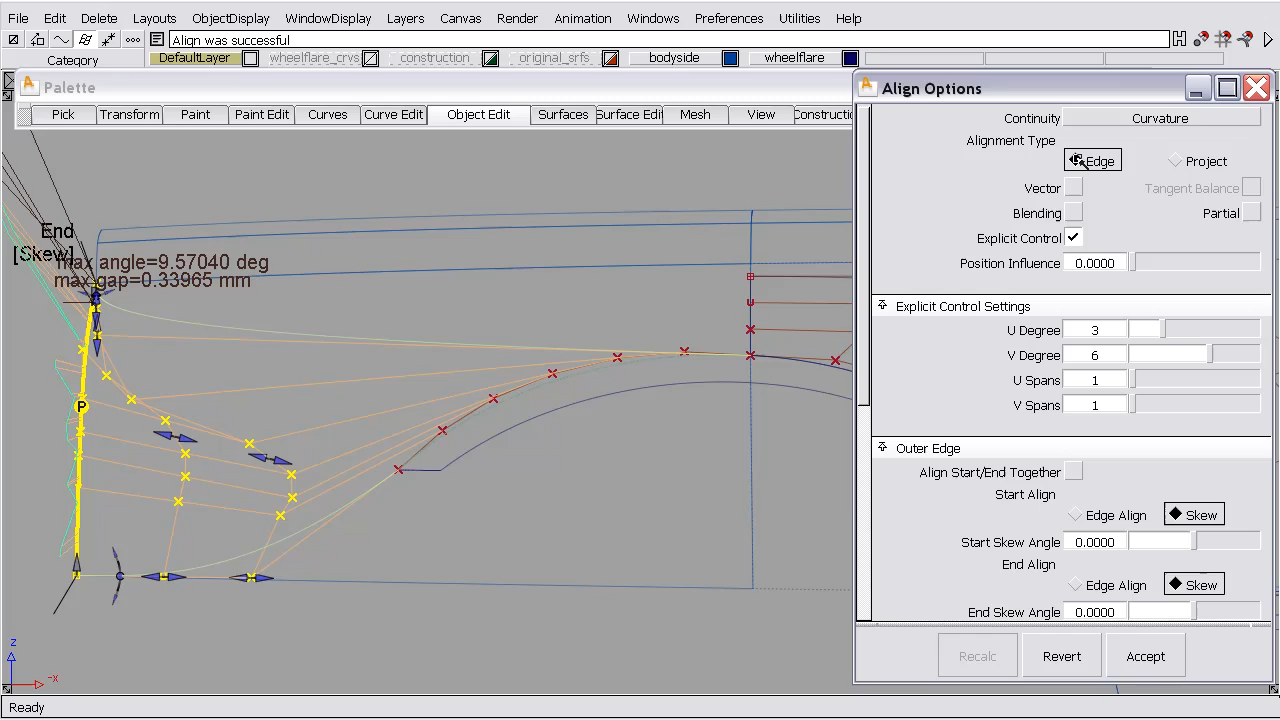 File Edit Delete Layouts ObjectDisplay WindowDisplay Layers Canvas Render Animation Windows Preferences Utilities Help
Align was successful
Category DefaultLayer wheelflare_crvs construction original_srfs bodyside wheelflare
Palette
Pick Transform Paint Paint Edit Curves Curve Edit Object Edit Surfaces Surface Edi Mesh View Constructi
End
[Skew]
max angle=9.57040 deg
max gap=0.33965 mm
P
z
-x
Align Options
Continuity Curvature
Alignment Type
Edge Project
Vector Tangent Balance
Blending Partial
Explicit Control
Position Influence 0.0000
Explicit Control Settings
U Degree 3
V Degree 6
U Spans 1
V Spans 1
Outer Edge
Align Start/End Together
Start Align
Edge Align Skew
Start Skew Angle 0.0000
End Align
Edge Align Skew
End Skew Angle 0.0000
Recalc Revert Accept
Ready